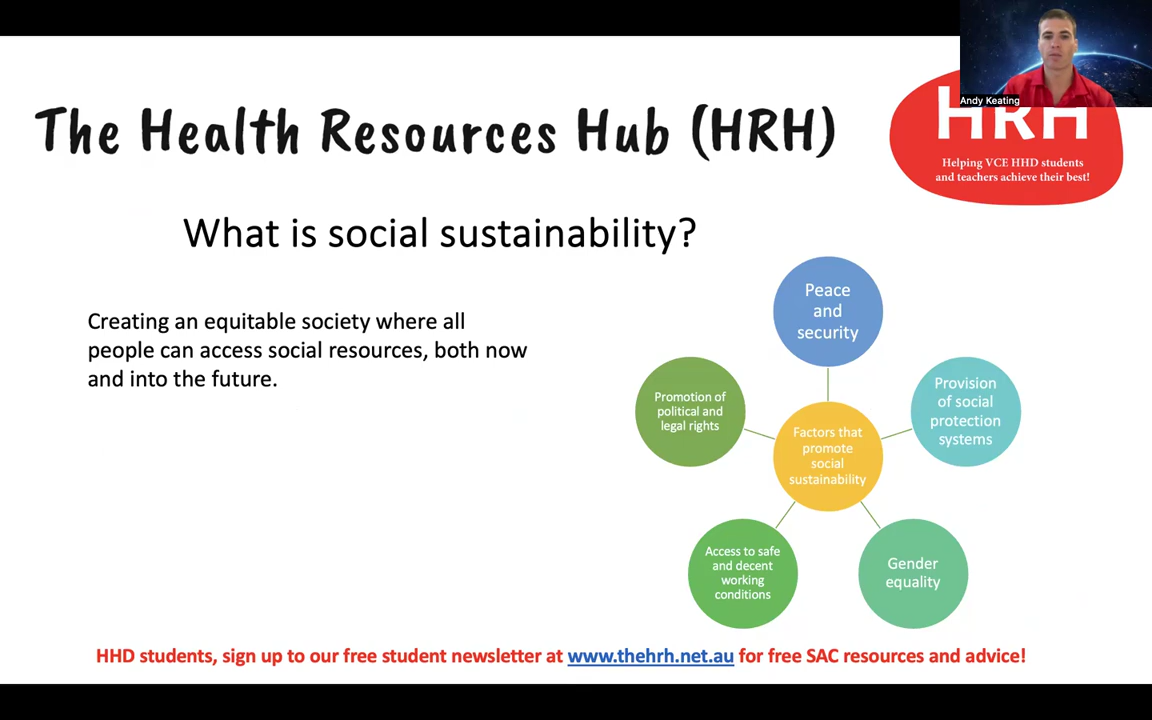 Andy Keating
The Health Resources Hub (HRH)
HRH
Helping VCE HHD students
and teachers achieve their best!
What is social sustainability?
Creating an equitable society where all
people can access social resources, both now
and into the future.
Peace
and
security
Promotion of
political and
legal rights
Provision
of social
protection
systems
Factors that
promote
social
sustainability
Access to safe
and decent
working
conditions
Gender
equality
HHD students, sign up to our free student newsletter at www.thehrh.net.au for free SAC resources and advice!